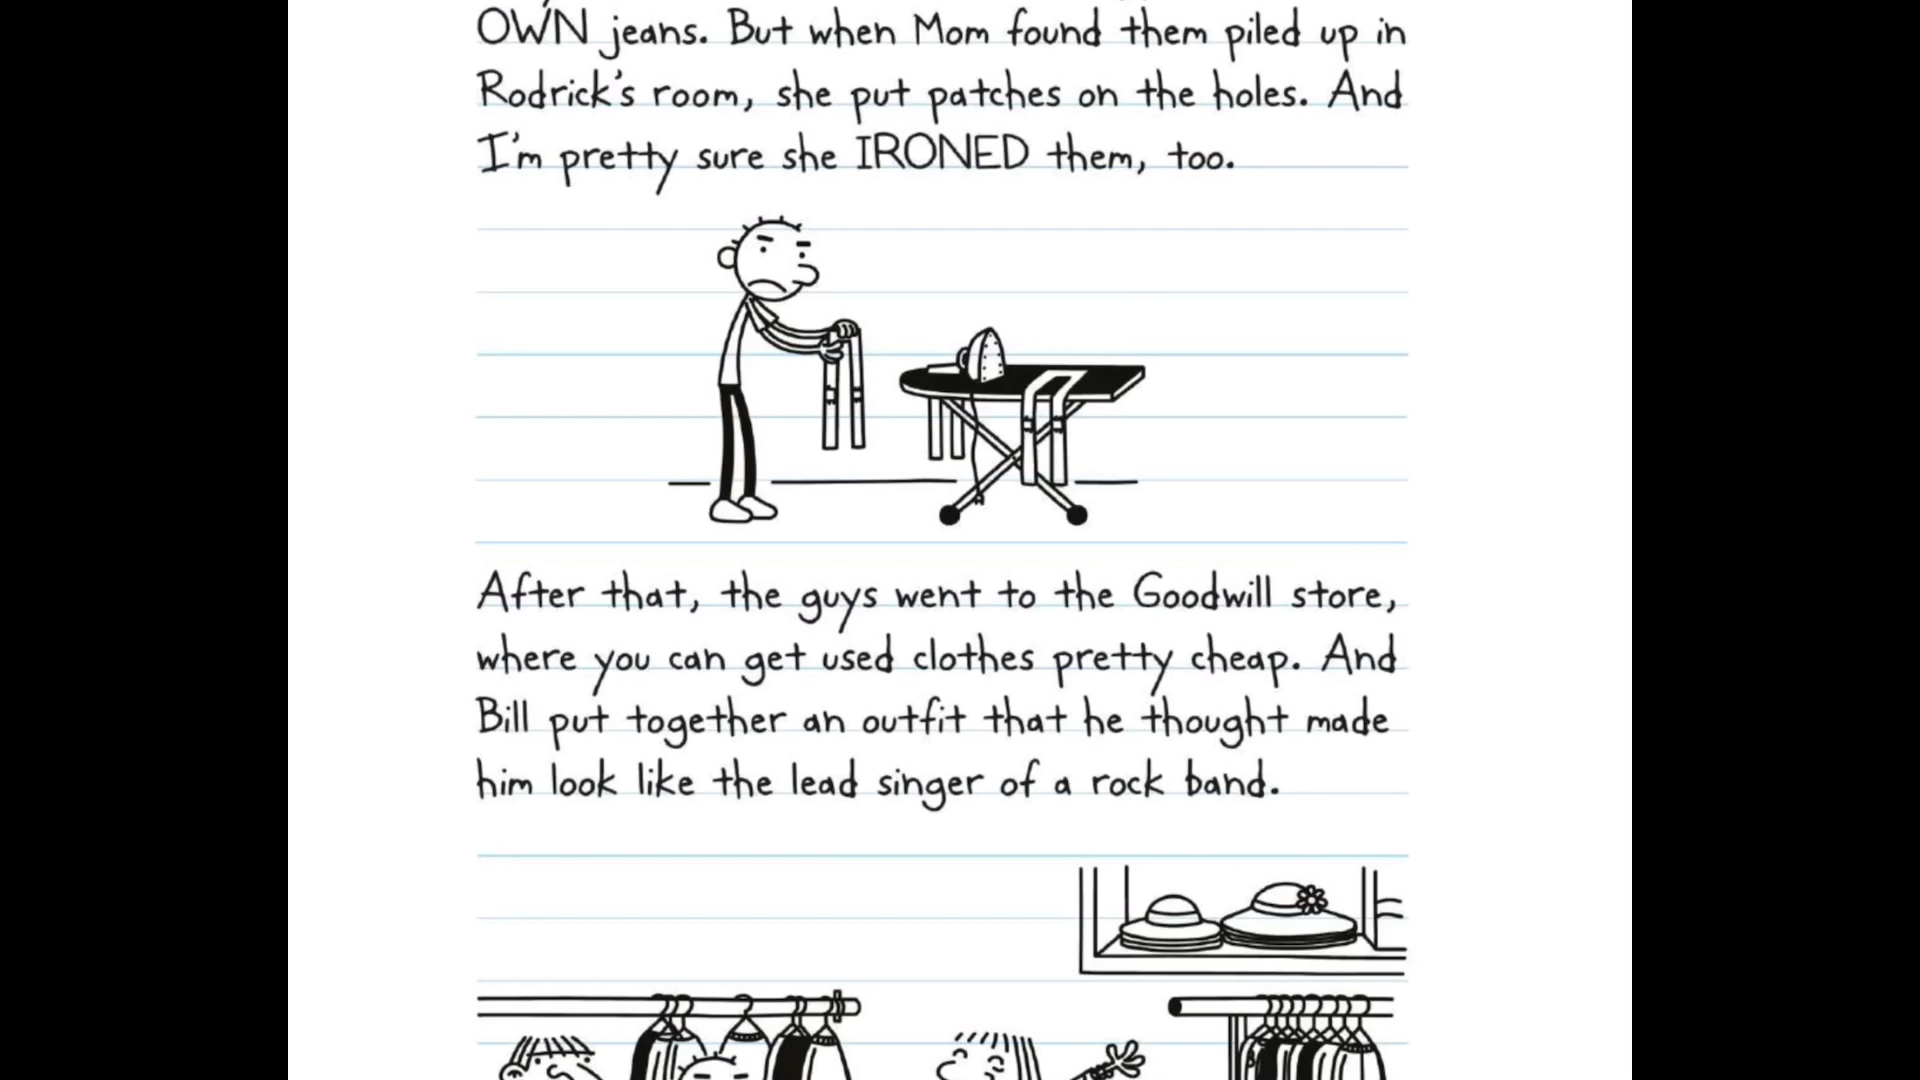 OWN jeans. But when Mom found them piled up in
Rodrick's room, she put patches on the holes. And
I'm pretty sure she IRONED them, too.
After that, the guys went to the Goodwill store,
where you can get used clothes pretty cheap. And
Bill put together an outfit that he thought made
him look like the lead singer of a rock band.